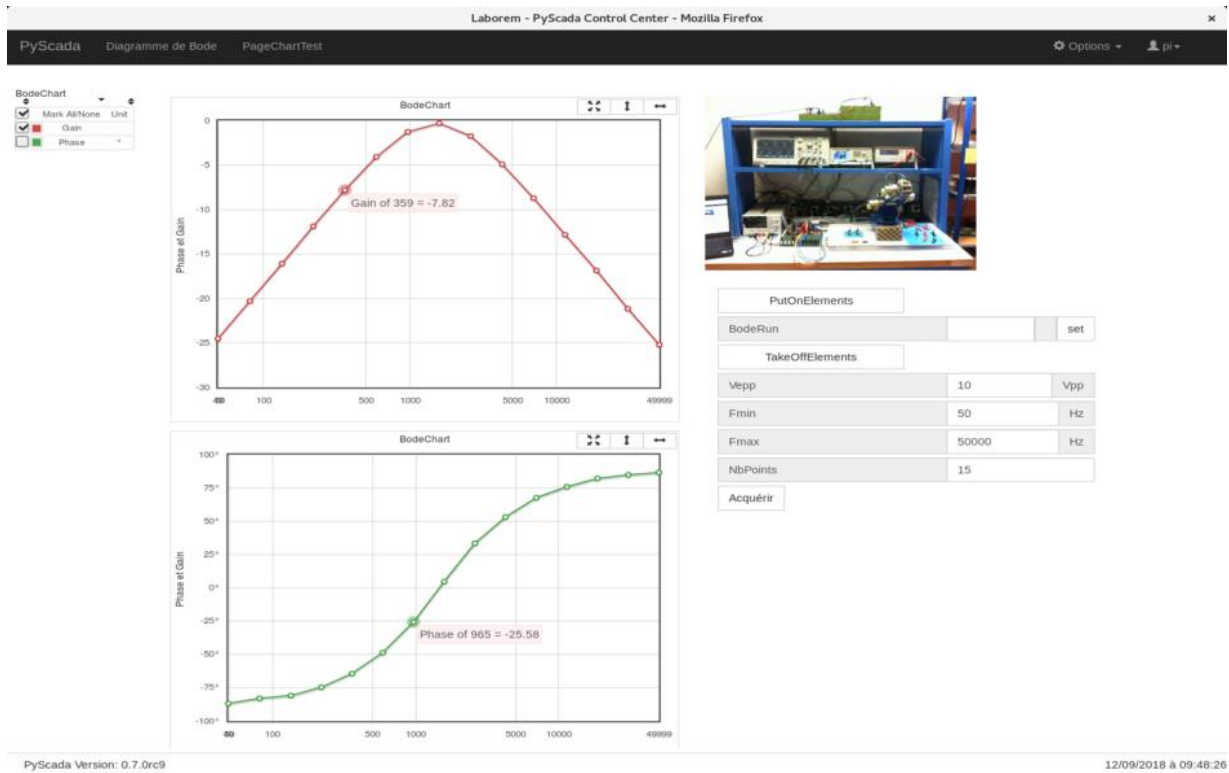 Laborem - PyScada Control Center - Mozilla Firefox ×
PyScada Diagramme de Bode PageChartTest Options pi
BodeChart
Mark All/None Unit
Gain
Phase °
BodeChart
Phase et Gain
0
-5
-10
-15
-20
-25
-30
Gain of 359 = -7.82
100 500 1000 5000 10000 49999
BodeChart
Phase et Gain
100°
75°
50°
25°
0°
-25°
-50°
-75°
-100°
Phase of 965 = -25.58
100 500 1000 5000 10000 49999
PutOnElements
BodeRun set
TakeOffElements
Vepp 10 Vpp
Fmin 50 Hz
Fmax 50000 Hz
NbPoints 15
Acquérir
PyScada Version: 0.7.0rc9 12/09/2018 à 09:48:26